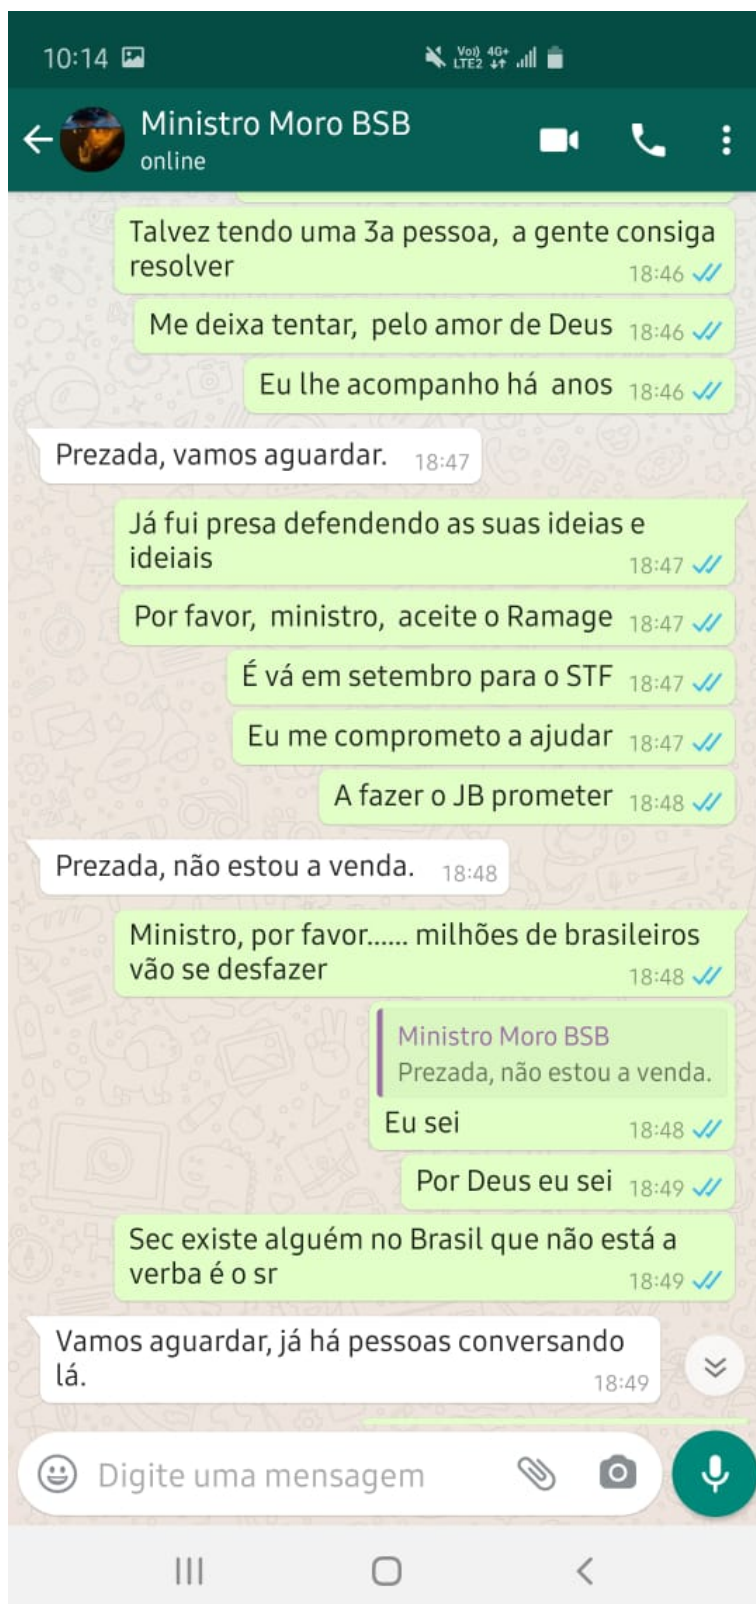 10:14
Vo)) 4G+
LTE2
Ministro Moro BSB
online
Talvez tendo uma 3a pessoa, a gente consiga
resolver
18:46
Me deixa tentar, pelo amor de Deus 18:46
Eu lhe acompanho há anos 18:46
Prezada, vamos aguardar. 18:47
Já fui presa defendendo as suas ideias e
ideiais
18:47
Por favor, ministro, aceite o Ramage 18:47
É vá em setembro para o STF 18:47
Eu me comprometo a ajudar 18:47
A fazer o JB prometer 18:48
Prezada, não estou a venda. 18:48
Ministro, por favor...... milhões de brasileiros
vão se desfazer
18:48
Ministro Moro BSB
Prezada, não estou a venda.
Eu sei 18:48
Por Deus eu sei 18:49
Sec existe alguém no Brasil que não está a
verba é o sr
18:49
Vamos aguardar, já há pessoas conversando
lá.
18:49
Digite uma mensagem